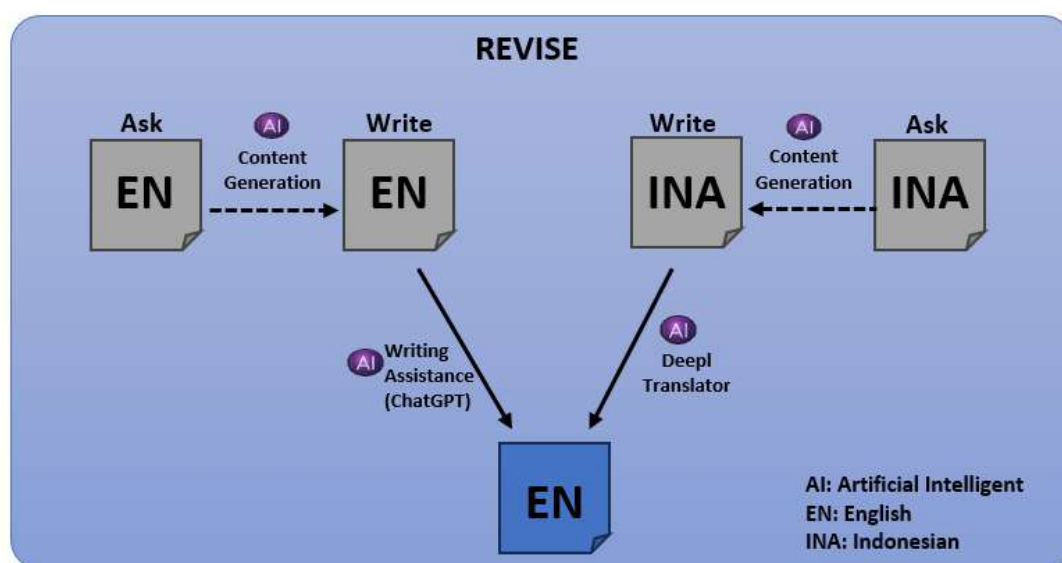 REVISE
Ask
AI
Content
Generation
Write
EN
EN
Write
AI
Content
Generation
Ask
INA
INA
AI
Writing
Assistance
(ChatGPT)
AI
Deepl
Translator
EN
AI: Artificial Intelligent
EN: English
INA: Indonesian